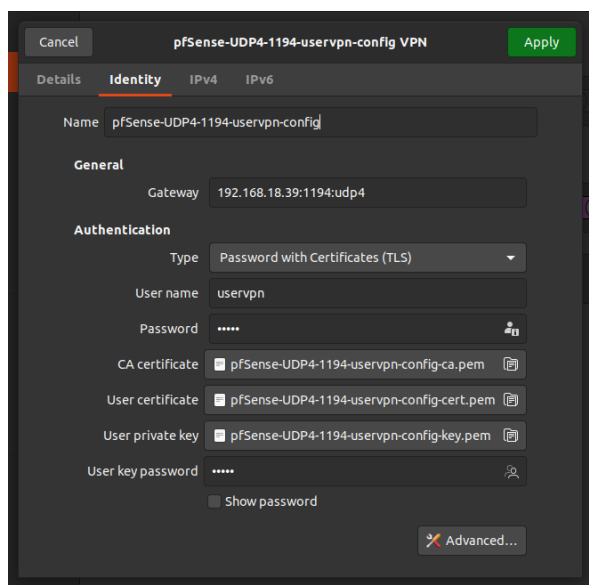 Cancel pfSense-UDP4-1194-uservpn-config VPN Apply
Details Identity IPv4 IPv6
Name pfSense-UDP4-1194-uservpn-config
General
Gateway 192.168.18.39:1194:udp4
Authentication
Type Password with Certificates (TLS)
User name uservpn
Password •••••
CA certificate pfSense-UDP4-1194-uservpn-config-ca.pem
User certificate pfSense-UDP4-1194-uservpn-config-cert.pem
User private key pfSense-UDP4-1194-uservpn-config-key.pem
User key password •••••
Show password
Advanced...